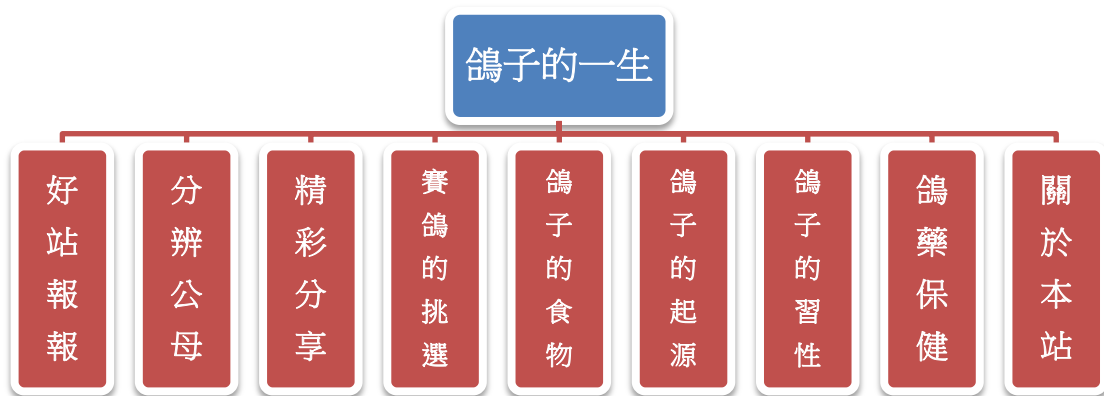 鴿子的一生
好站報報
分辨公母
精彩分享
賽鴿的挑選
鴿子的食物
鴿子的起源
鴿子的習性
鴿藥保健
關於本站